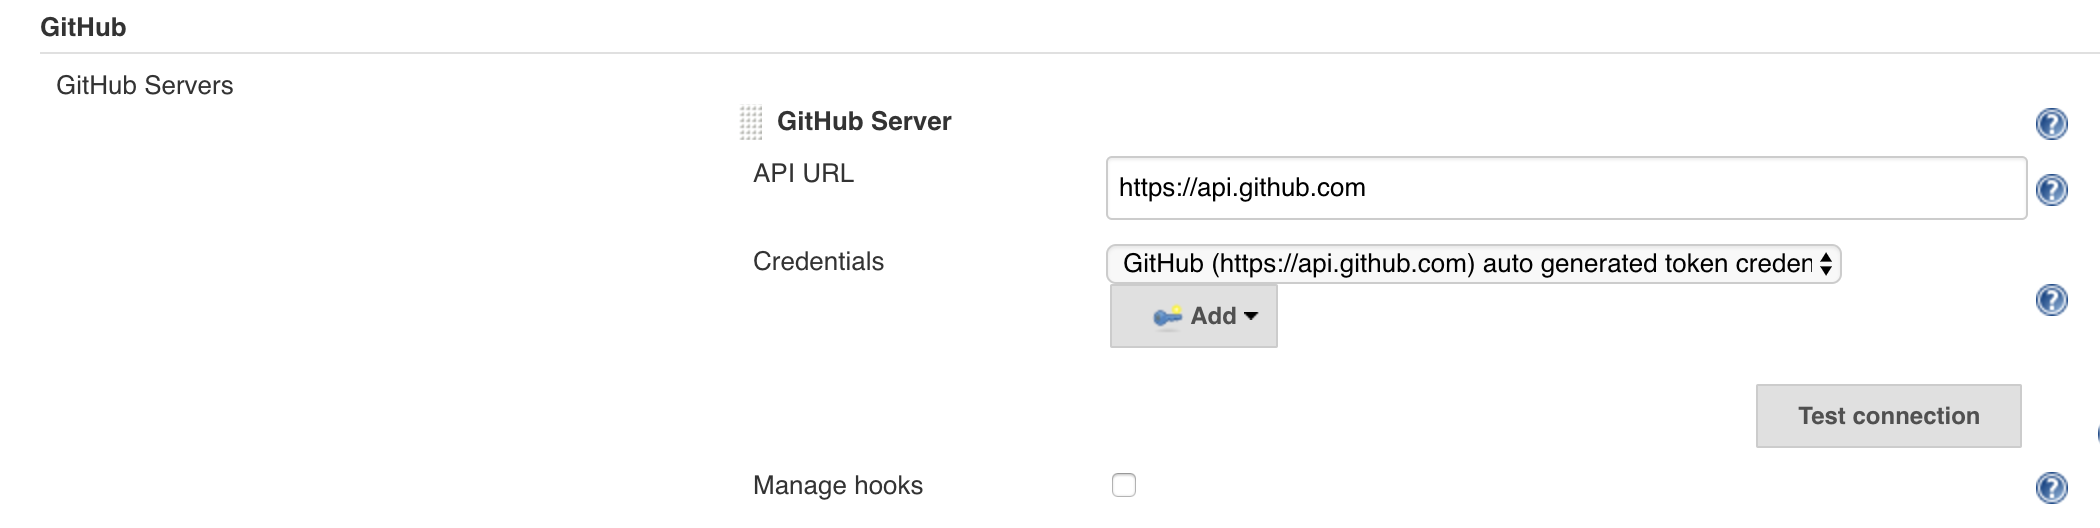 GitHub
GitHub Servers
GitHub Server
API URL
https://api.github.com
Credentials
GitHub (https://api.github.com) auto generated token creden
Add
Test connection
Manage hooks